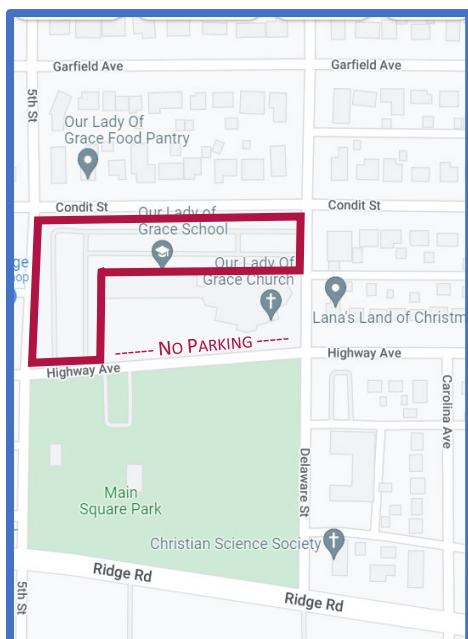 Garfield Ave
Garfield Ave
5th St
Our Lady Of
Grace Food Pantry
Condit St
Condit St
Our Lady of
Grace School
Our Lady Of
Grace Church
Lana's Land of Christm
------ NO PARKING -----
Highway Ave
Highway Ave
Carolina Ave
Main
Square Park
Delaware St
Christian Science Society
Ridge Rd
Ridge Rd
5th St